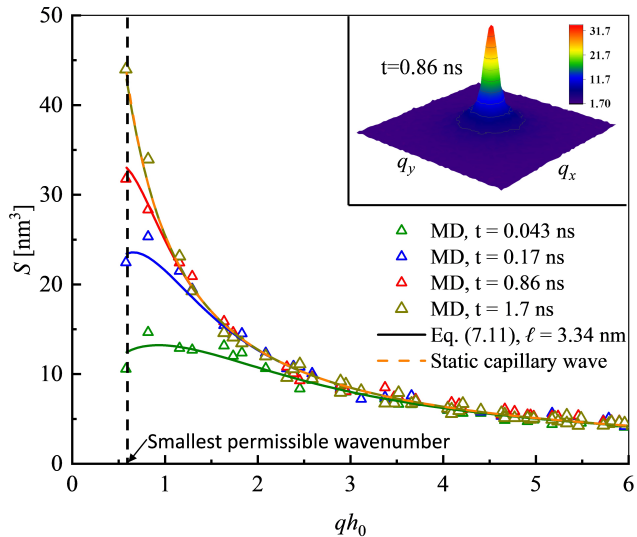 50
40
30
20
10
0
S [nm³]
t=0.86 ns
31.7
21.7
11.7
1.70
q_y
q_x
MD, t = 0.043 ns
MD, t = 0.17 ns
MD, t = 0.86 ns
MD, t = 1.7 ns
Eq. (7.11), ℓ = 3.34 nm
Static capillary wave
Smallest permissible wavenumber
0 1 2 3 4 5 6
qh₀